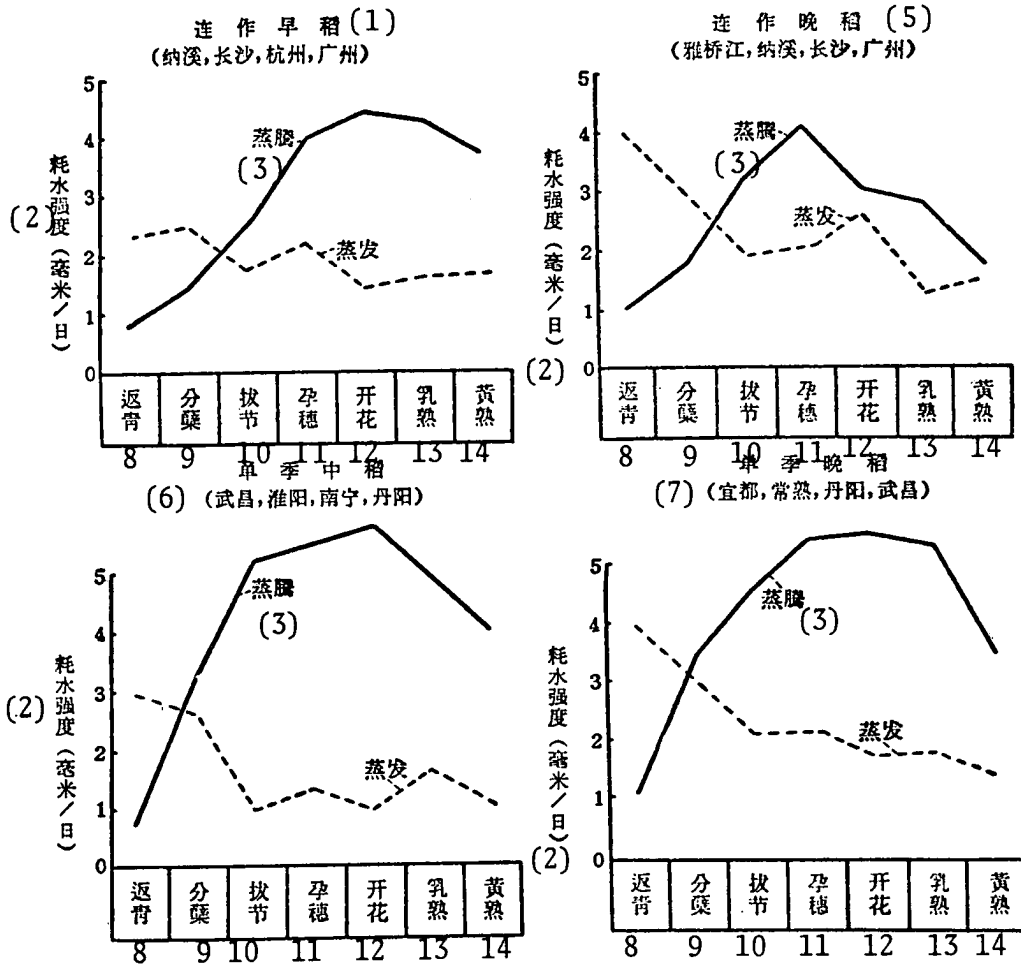 连作早稻 (1)
(纳溪,长沙,杭州,广州)
5
4
3
2
1
0
(2)
耗水强度(毫米/日)
蒸腾
(3)
蒸发
返青 分蘖 拔节 孕穗 开花 乳熟 黄熟
8 9 10 11 12 13 14
连作晚稻 (5)
(雅桥江,纳溪,长沙,广州)
5
4
3
2
1
0
(2)
耗水强度(毫米/日)
蒸腾
(3)
蒸发
返青 分蘖 拔节 孕穗 开花 乳熟 黄熟
8 9 10 11 12 13 14
单季中稻
(6) (武昌,淮阳,南宁,丹阳)
5
4
3
2
1
0
(2)
耗水强度(毫米/日)
蒸腾
(3)
蒸发
返青 分蘖 拔节 孕穗 开花 乳熟 黄熟
8 9 10 11 12 13 14
单季晚稻
(7) (宜都,常熟,丹阳,武昌)
5
4
3
2
1
0
(2)
耗水强度(毫米/日)
蒸腾
(3)
蒸发
返青 分蘖 拔节 孕穗 开花 乳熟 黄熟
8 9 10 11 12 13 14